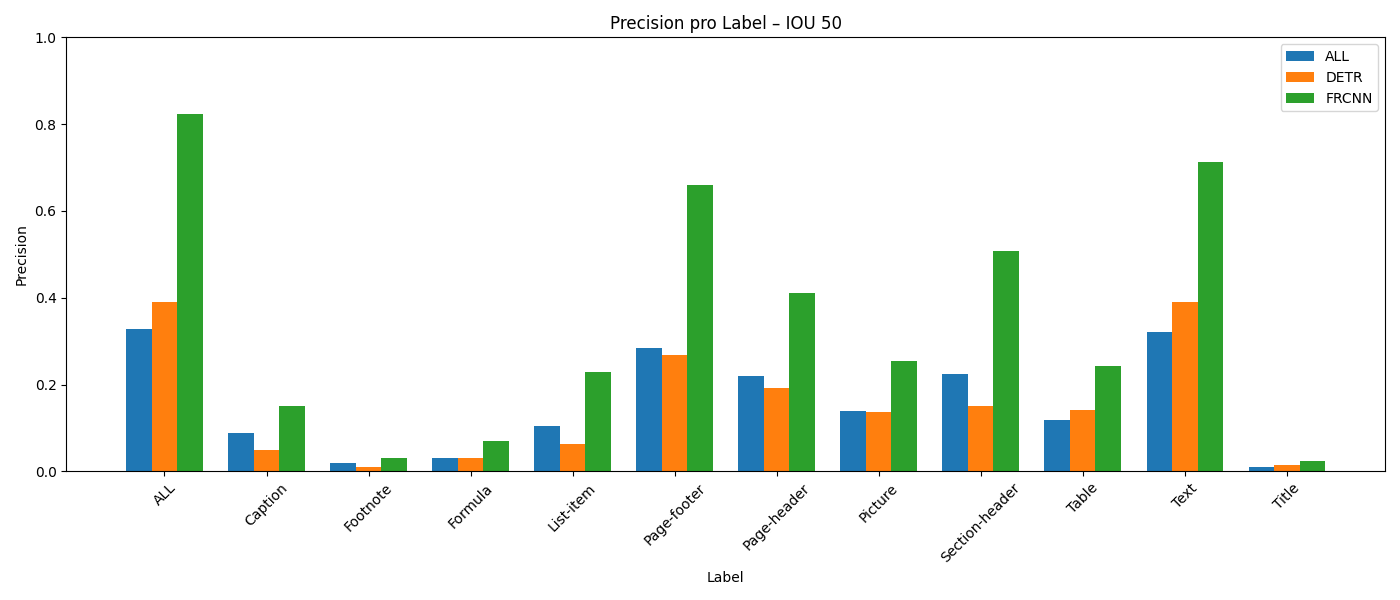 Precision pro Label – IOU 50
ALL
DETR
FRCNN
Precision
1.0
0.8
0.6
0.4
0.2
0.0
ALL
Caption
Footnote
Formula
List-item
Page-footer
Page-header
Picture
Section-header
Table
Text
Title
Label